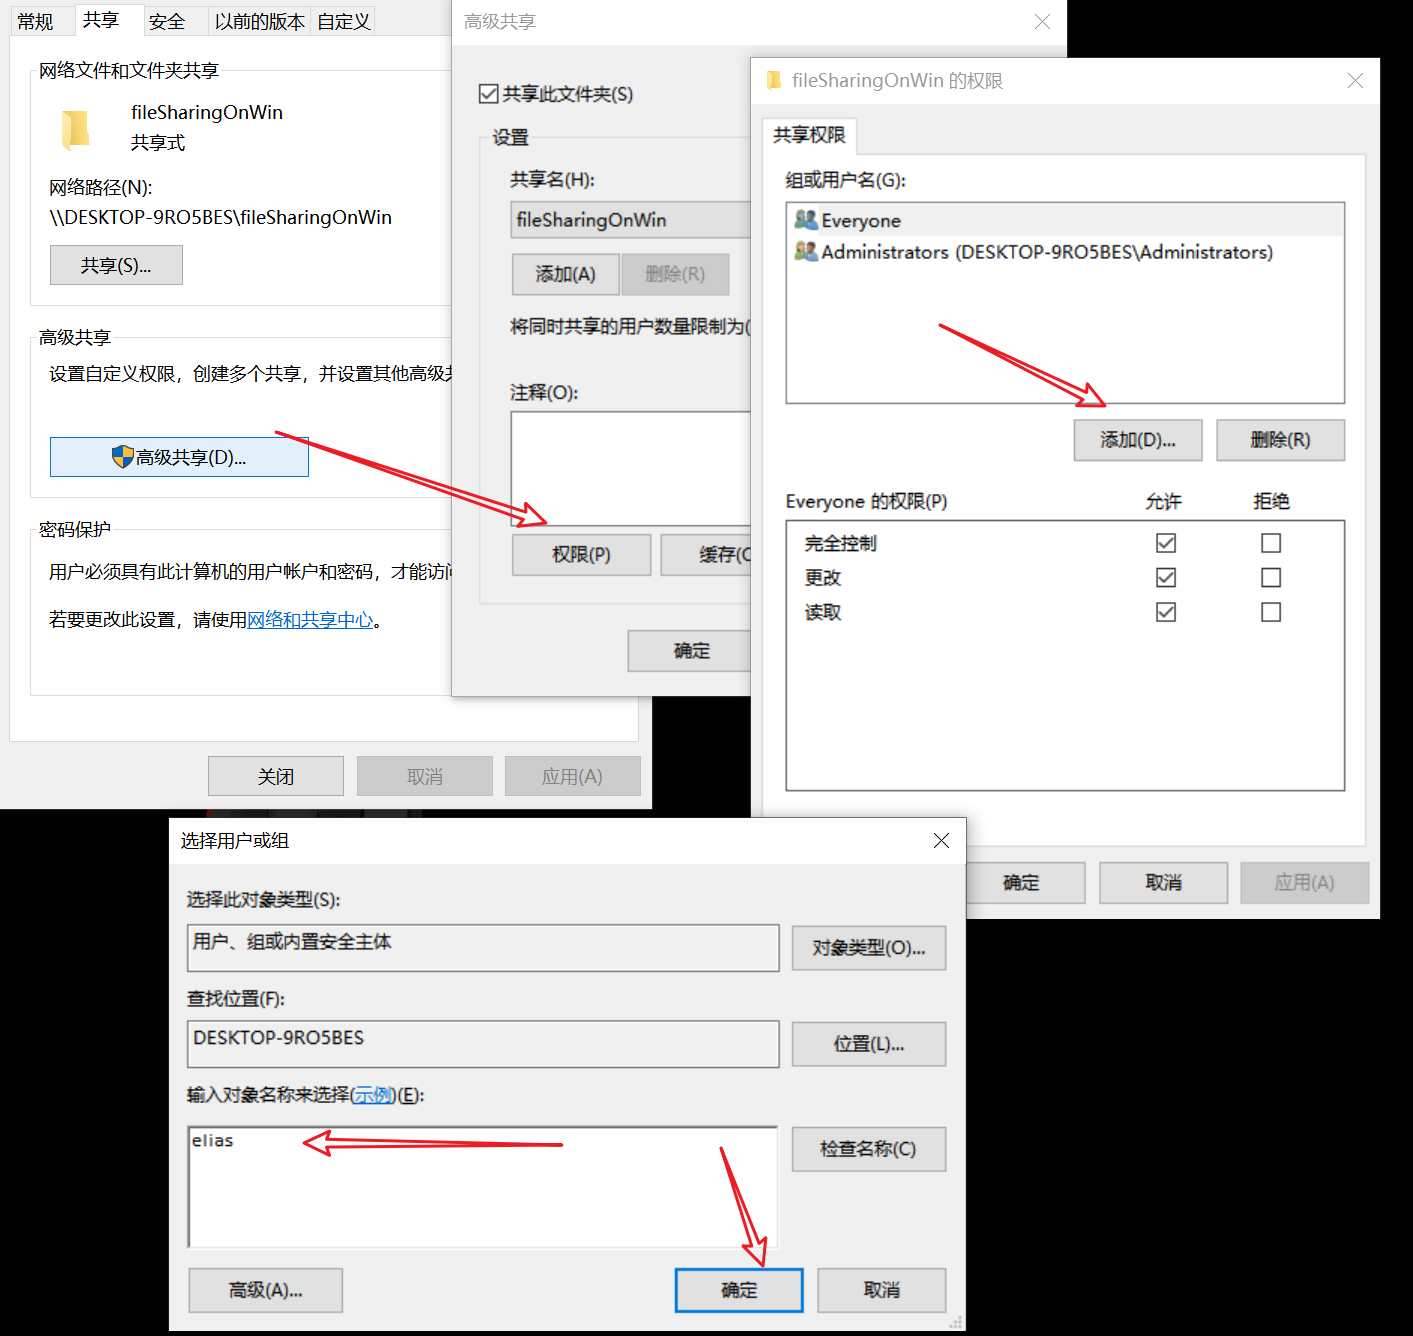 常规 共享 安全 以前的版本 自定义
网络文件和文件夹共享
fileSharingOnWin
共享式
网络路径(N):
\\DESKTOP-9RO5BES\fileSharingOnWin
共享(S)...
高级共享
设置自定义权限，创建多个共享，并设置其他高级
高级共享(D)...
密码保护
用户必须具有此计算机的用户帐户和密码，才能访
若要更改此设置，请使用网络和共享中心。
关闭 取消 应用(A)
高级共享
共享此文件夹(S)
设置
共享名(H):
fileSharingOnWin
添加(A) 删除(R)
将同时共享的用户数量限制为(
注释(O):
权限(P) 缓存(C
确定
fileSharingOnWin 的权限
共享权限
组或用户名(G):
Everyone
Administrators (DESKTOP-9RO5BES\Administrators)
添加(D)... 删除(R)
Everyone 的权限(P) 允许 拒绝
完全控制
更改
读取
确定 取消 应用(A)
选择用户或组
选择此对象类型(S):
用户、组或内置安全主体 对象类型(O)...
查找位置(F):
DESKTOP-9RO5BES 位置(L)...
输入对象名称来选择(示例)(E):
elias 检查名称(C)
高级(A)... 确定 取消